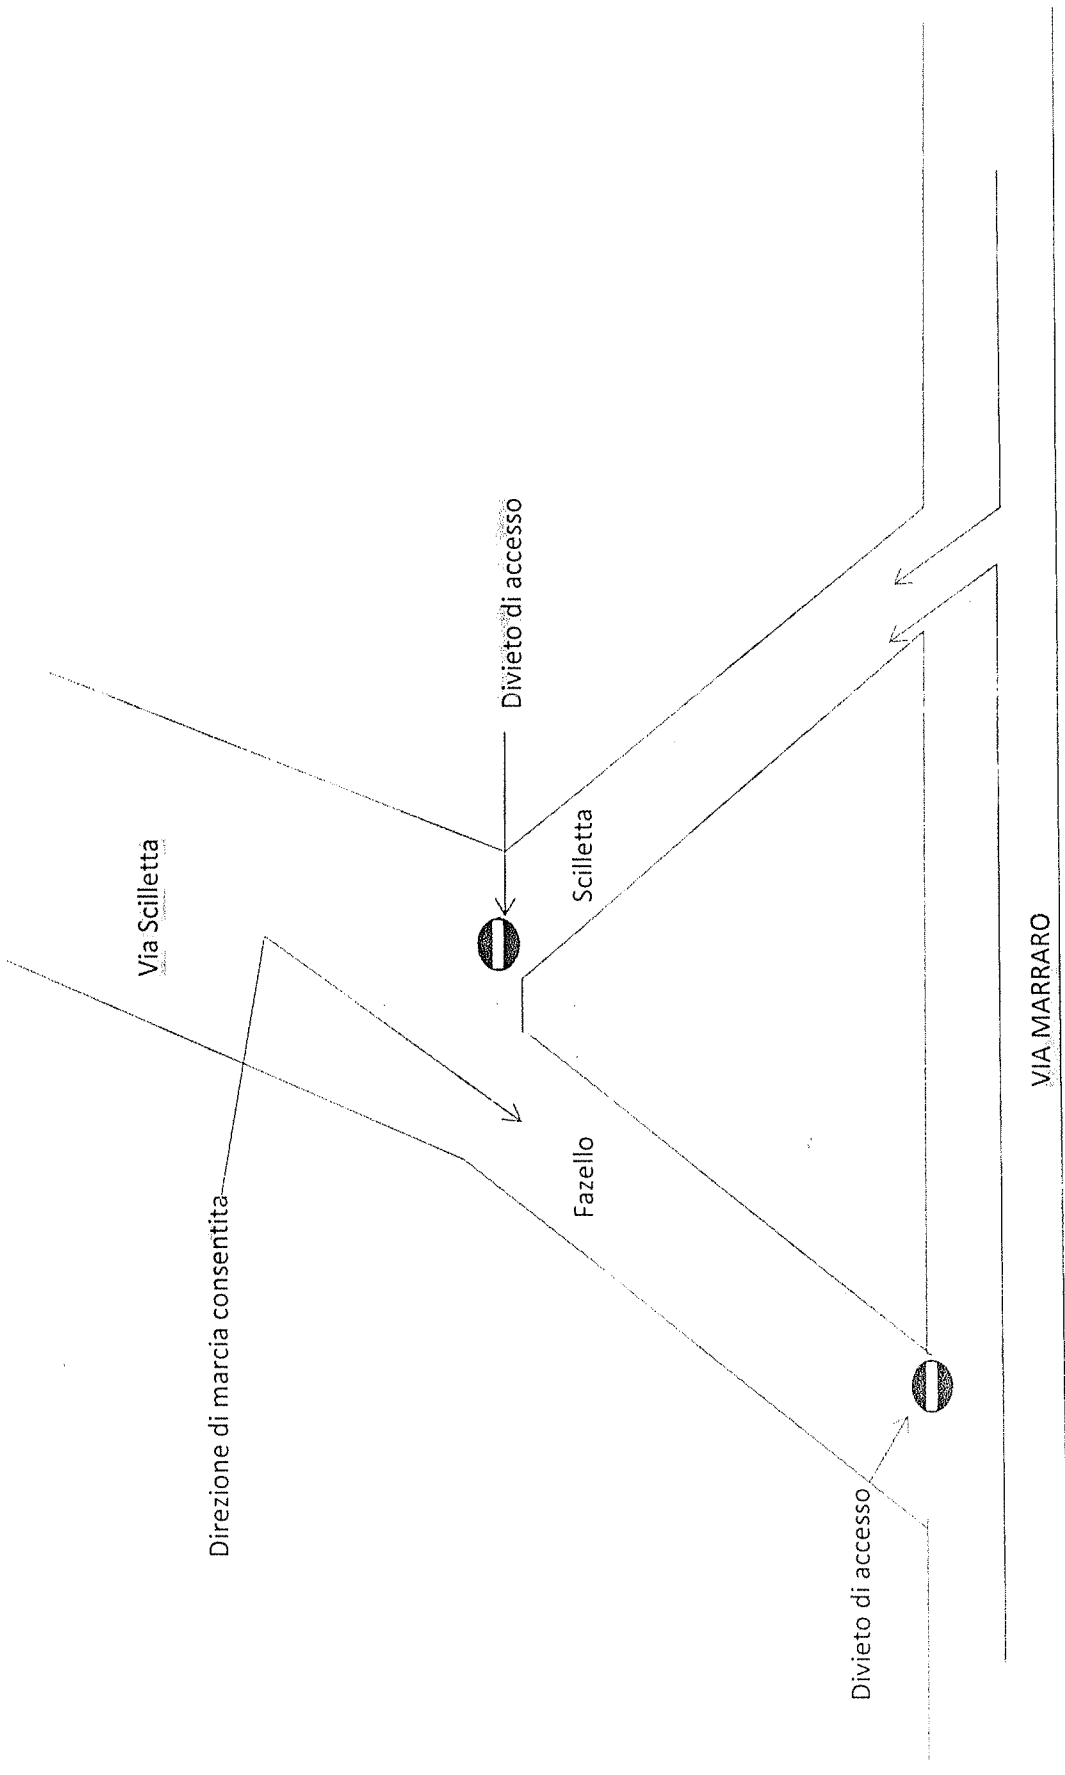 Via Scilletta
Direzione di marcia consentita
Divieto di accesso
Scilletta
Fazello
Divieto di accesso
VIA MARRARO